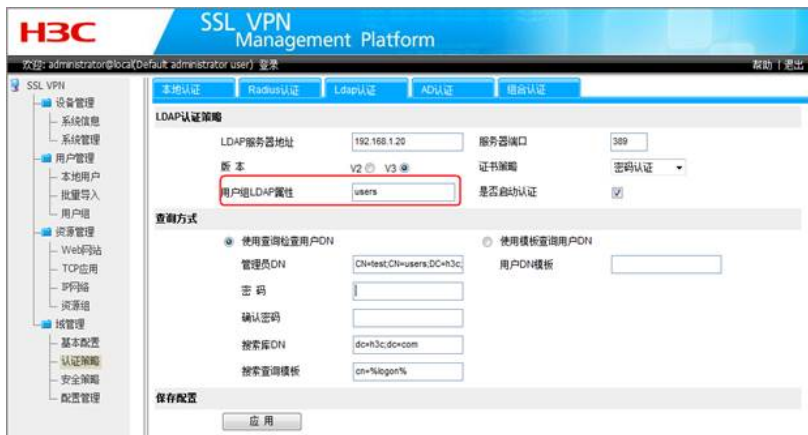 H3C
SSL VPN
Management Platform
欢迎: administrator@local(Default administrator user) 登录
帮助 | 退出
SSL VPN
设备管理
系统信息
系统管理
用户管理
本地用户
批量导入
用户组
资源管理
Web网站
TCP应用
IP网络
资源组
域管理
基本配置
认证策略
安全策略
配置管理
本地认证 Radius认证 Ldap认证 AD认证 组合认证
LDAP认证策略
LDAP服务器地址 192.168.1.20 服务器端口 389
版 本 V2 V3 证书策略 密码认证
用户组LDAP属性 users 是否启动认证
查询方式
使用查询检查用户DN 使用模板查询用户DN
管理员DN CN=test;CN=users;DC=h3c; 用户DN模板
密 码
确认密码
搜索库DN dc=h3c;dc=com
搜索查询模板 cn=%logon%
保存配置
应 用